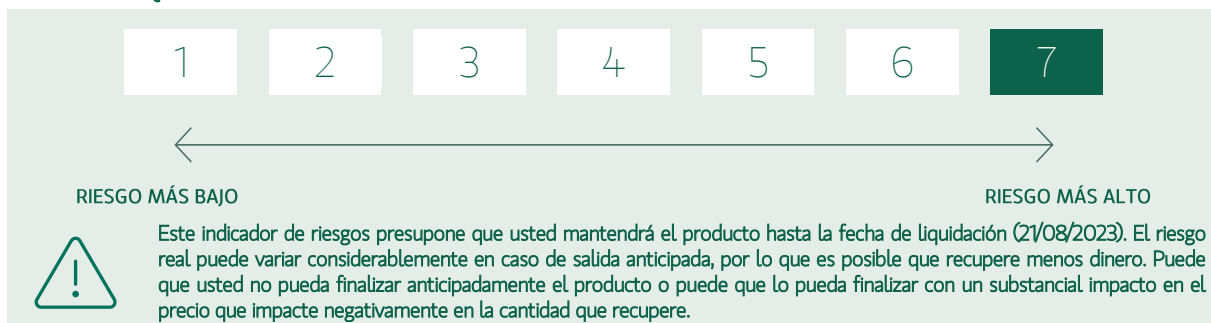 1 2 3 4 5 6 7
RIESGO MÁS BAJO RIESGO MÁS ALTO
Este indicador de riesgos presupone que usted mantendrá el producto hasta la fecha de liquidación (21/08/2023). El riesgo
real puede variar considerablemente en caso de salida anticipada, por lo que es posible que recupere menos dinero. Puede
que usted no pueda finalizar anticipadamente el producto o puede que lo pueda finalizar con un substancial impacto en el
precio que impacte negativamente en la cantidad que recupere.